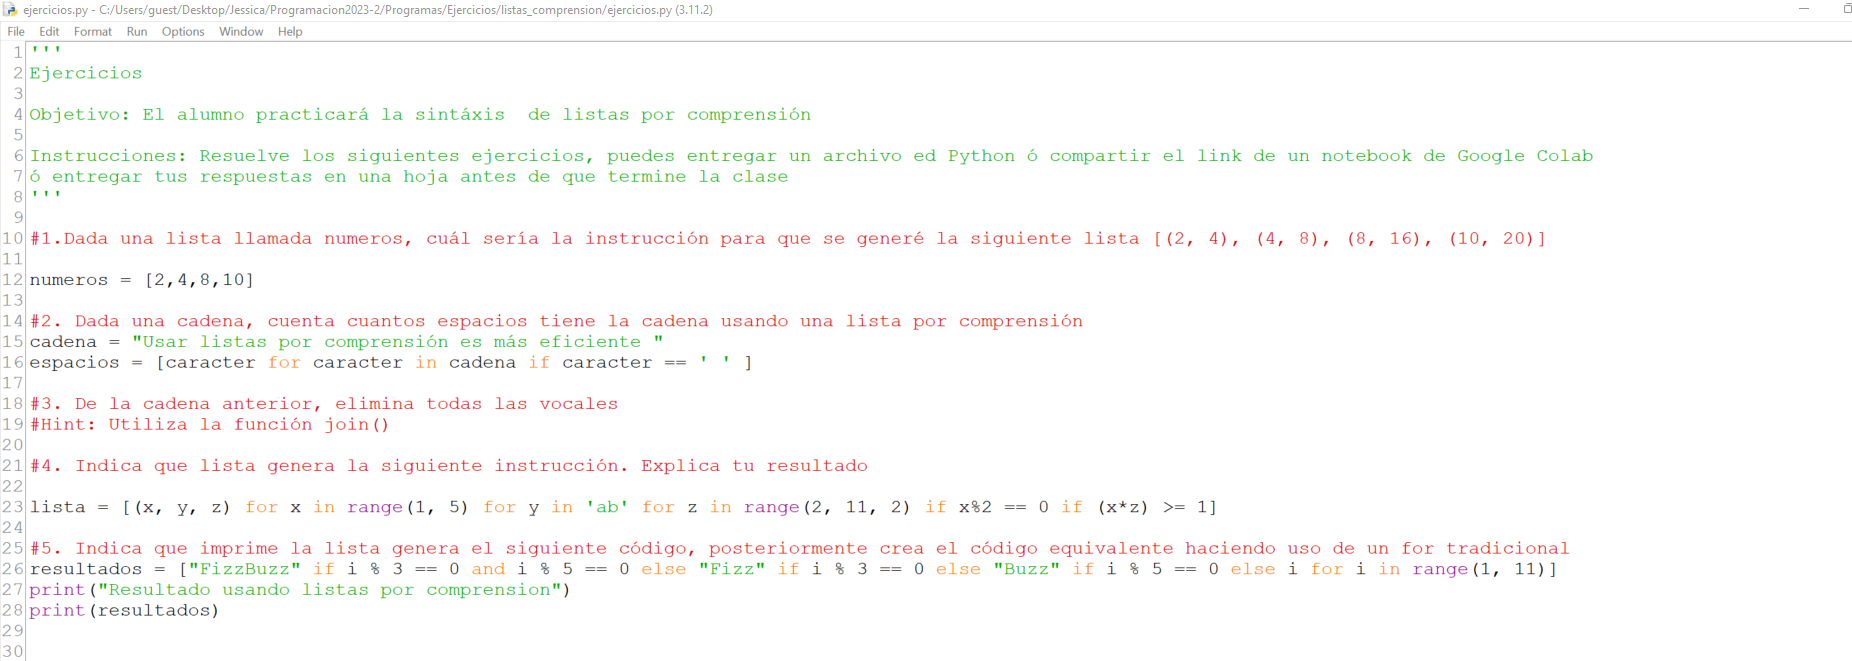 ejercicios.py - C:/Users/guest/Desktop/Jessica/Programacion2023-2/Programas/Ejercicios/listas_comprension/ejercicios.py (3.11.2)
File Edit Format Run Options Window Help
1 '''
2 Ejercicios
3
4 Objetivo: El alumno practicará la sintáxis  de listas por comprensión
5
6 Instrucciones: Resuelve los siguientes ejercicios, puedes entregar un archivo ed Python ó compartir el link de un notebook de Google Colab
7 ó entregar tus respuestas en una hoja antes de que termine la clase
8 '''
9
10 #1.Dada una lista llamada numeros, cuál sería la instrucción para que se generé la siguiente lista [(2, 4), (4, 8), (8, 16), (10, 20)]
11
12 numeros = [2,4,8,10]
13
14 #2. Dada una cadena, cuenta cuantos espacios tiene la cadena usando una lista por comprensión
15 cadena = "Usar listas por comprensión es más eficiente "
16 espacios = [caracter for caracter in cadena if caracter == ' ' ]
17
18 #3. De la cadena anterior, elimina todas las vocales
19 #Hint: Utiliza la función join()
20
21 #4. Indica que lista genera la siguiente instrucción. Explica tu resultado
22
23 lista = [(x, y, z) for x in range(1, 5) for y in 'ab' for z in range(2, 11, 2) if x%2 == 0 if (x*z) >= 1]
24
25 #5. Indica que imprime la lista genera el siguiente código, posteriormente crea el código equivalente haciendo uso de un for tradicional
26 resultados = ["FizzBuzz" if i % 3 == 0 and i % 5 == 0 else "Fizz" if i % 3 == 0 else "Buzz" if i % 5 == 0 else i for i in range(1, 11)]
27 print("Resultado usando listas por comprension")
28 print(resultados)
29
30